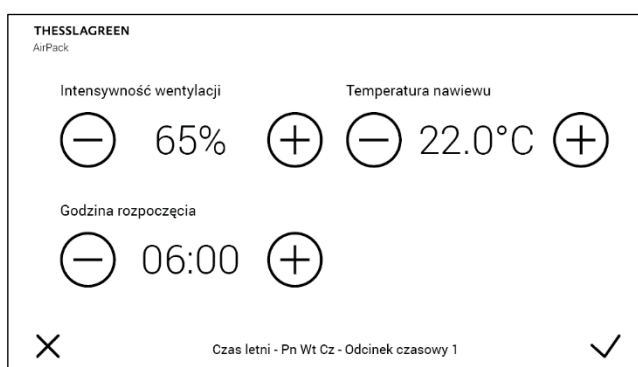 THESSLAGREEN
AirPack
Intensywność wentylacji
Temperatura nawiewu
65%
22.0°C
Godzina rozpoczęcia
06:00
Czas letni - Pn Wt Cz - Odcinek czasowy 1